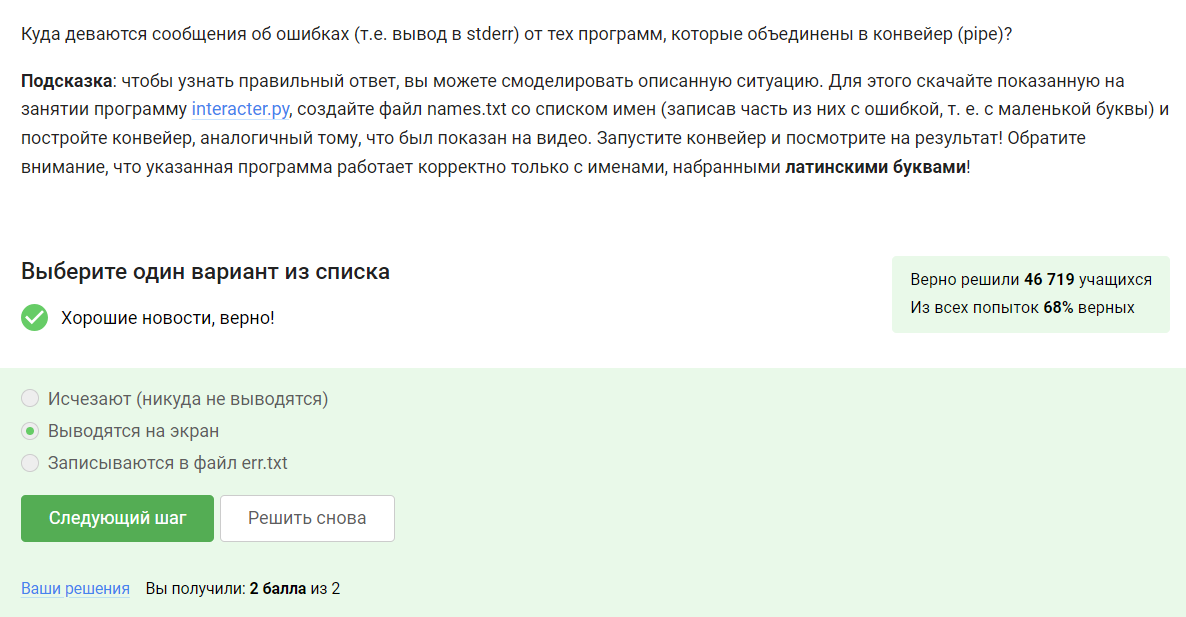 Куда деваются сообщения об ошибках (т.е. вывод в stderr) от тех программ, которые объединены в конвейер (pipe)?
Подсказка: чтобы узнать правильный ответ, вы можете смоделировать описанную ситуацию. Для этого скачайте показанную на
занятии программу interacter.py, создайте файл names.txt со списком имен (записав часть из них с ошибкой, т. е. с маленькой буквы) и
постройте конвейер, аналогичный тому, что был показан на видео. Запустите конвейер и посмотрите на результат! Обратите
внимание, что указанная программа работает корректно только с именами, набранными латинскими буквами!
Выберите один вариант из списка
Хорошие новости, верно!
Верно решили 46 719 учащихся
Из всех попыток 68% верных
Исчезают (никуда не выводятся)
Выводятся на экран
Записываются в файл err.txt
Следующий шаг
Решить снова
Ваши решения Вы получили: 2 балла из 2